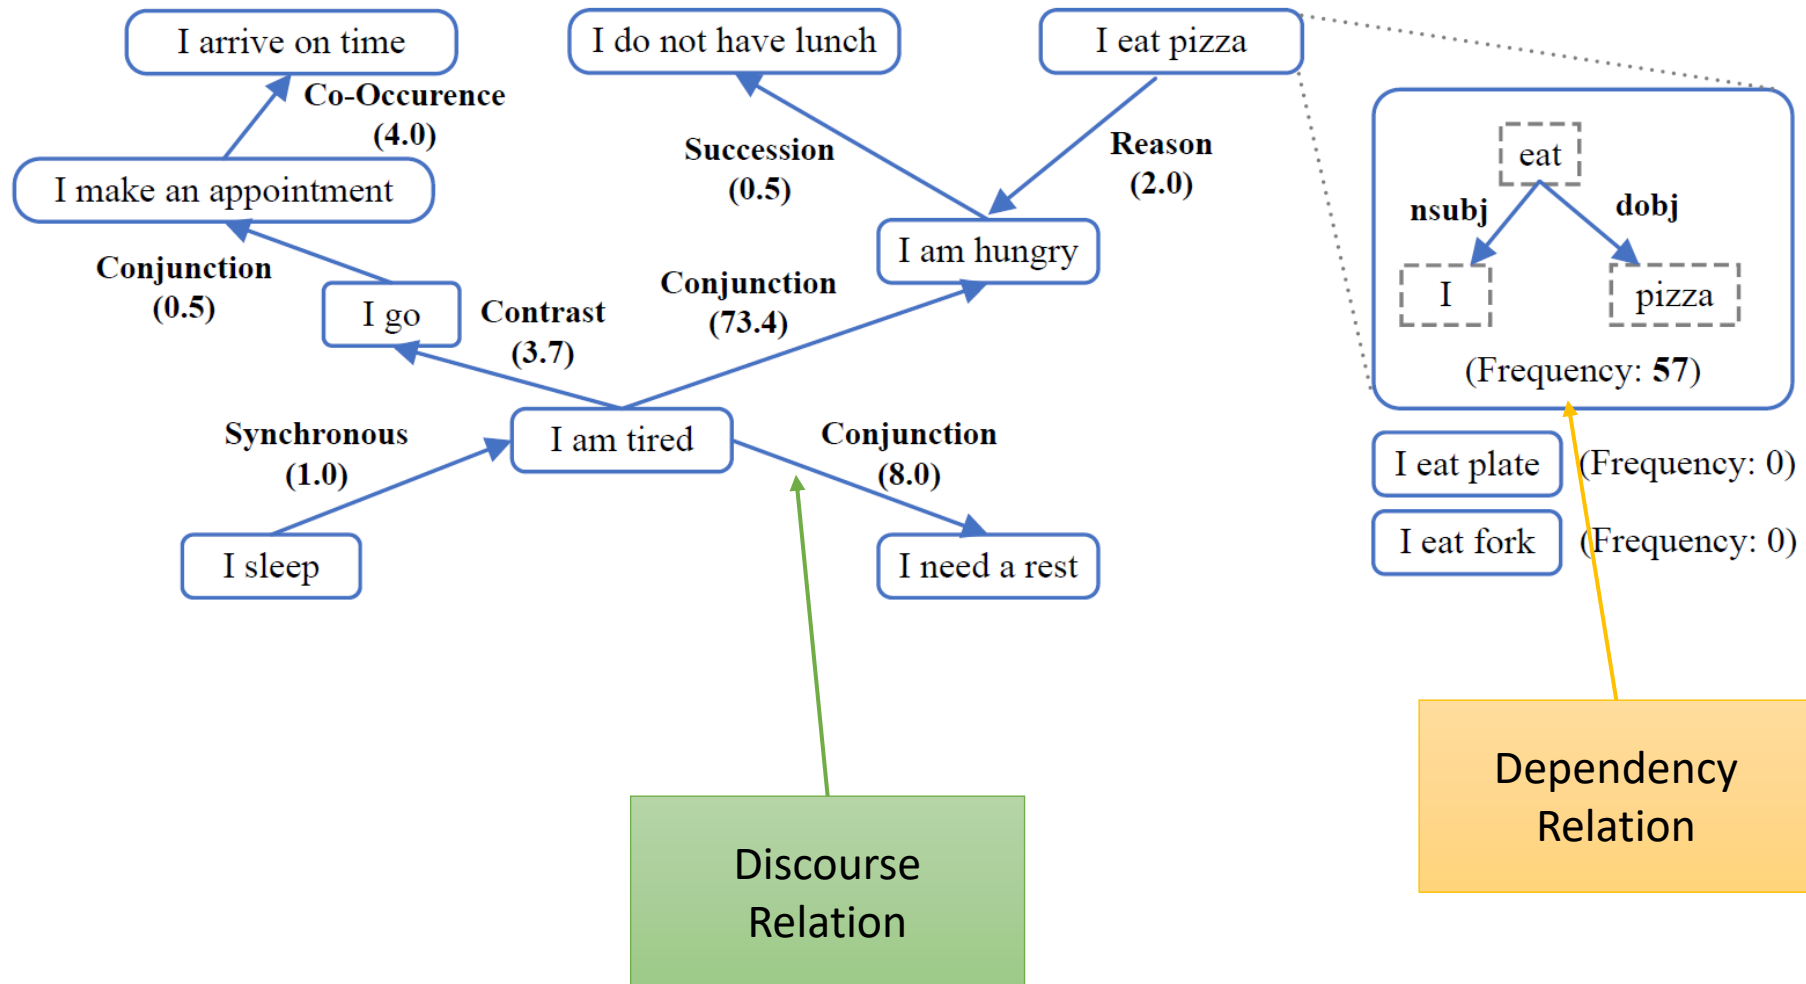 I arrive on time
I do not have lunch
I eat pizza
Co-Occurence
(4.0)
Succession
(0.5)
Reason
(2.0)
eat
nsubj
dobj
I
pizza
(Frequency: 57)
I make an appointment
I am hungry
Conjunction
(0.5)
I go
Contrast
(3.7)
Conjunction
(73.4)
Synchronous
(1.0)
I am tired
Conjunction
(8.0)
I eat plate (Frequency: 0)
I eat fork (Frequency: 0)
I sleep
I need a rest
Discourse
Relation
Dependency
Relation